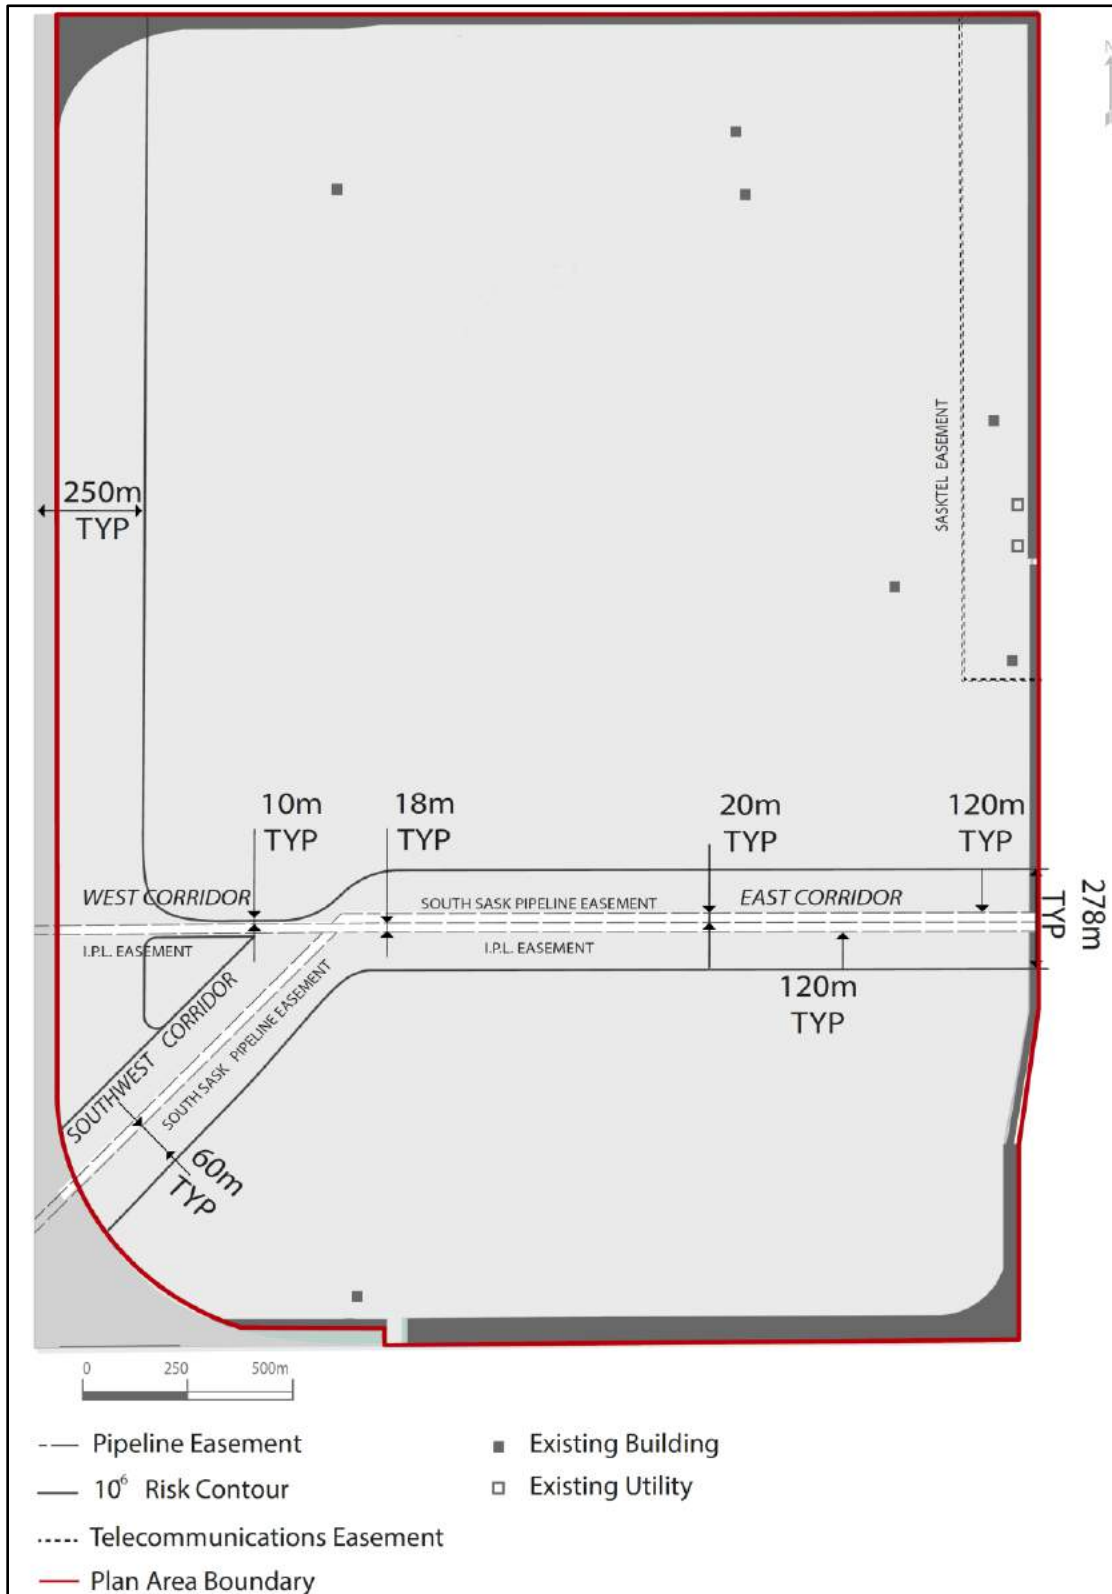 N
SASKTEL EASEMENT
250m
TYP
10m
TYP
18m
TYP
20m
TYP
120m
TYP
WEST CORRIDOR
SOUTH SASK PIPELINE EASEMENT
EAST CORRIDOR
278m
TYP
I.P.L. EASEMENT
I.P.L. EASEMENT
120m
TYP
SOUTHWEST CORRIDOR
SOUTH SASK PIPELINE EASEMENT
60m
TYP
0 250 500m
Pipeline Easement
Existing Building
10⁶ Risk Contour
Existing Utility
Telecommunications Easement
Plan Area Boundary